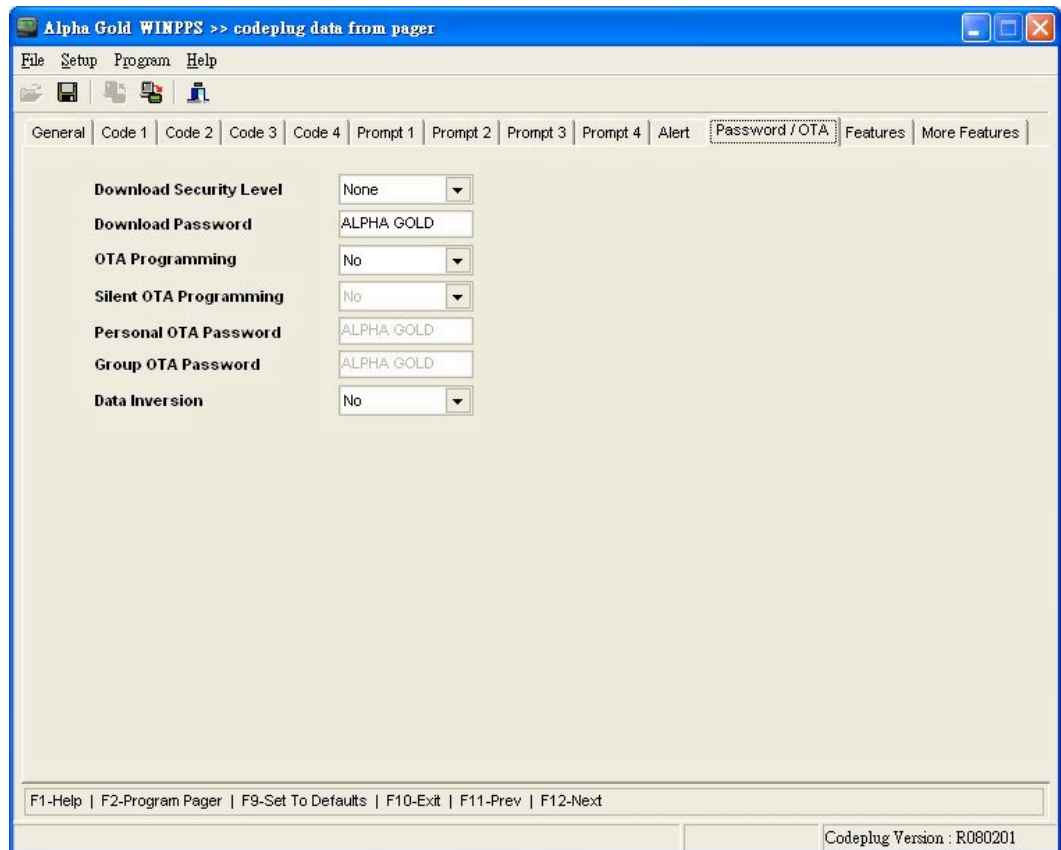 Alpha Gold WINPPS >> codeplug data from pager
File Setup Program Help
General Code 1 Code 2 Code 3 Code 4 Prompt 1 Prompt 2 Prompt 3 Prompt 4 Alert Password / OTA Features More Features
Download Security Level None
Download Password ALPHA GOLD
OTA Programming No
Silent OTA Programming No
Personal OTA Password ALPHA GOLD
Group OTA Password ALPHA GOLD
Data Inversion No
F1-Help | F2-Program Pager | F9-Set To Defaults | F10-Exit | F11-Prev | F12-Next
Codeplug Version : R080201